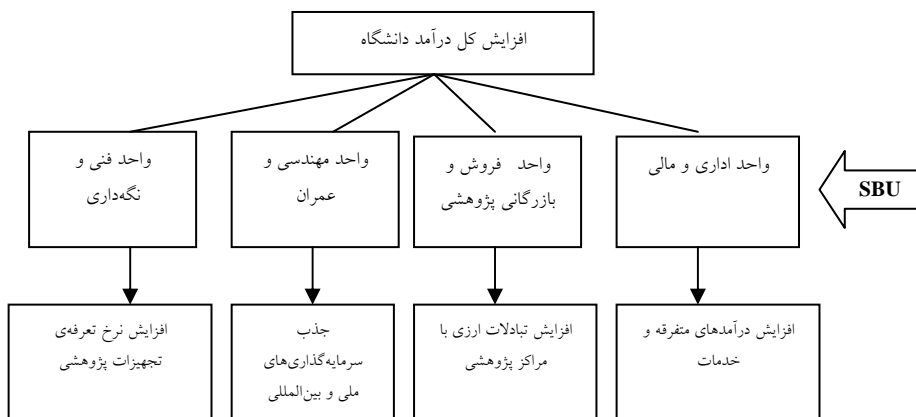 افزایش کل درآمد دانشگاه
واحد اداری و مالی
واحد فروش و
بازرگانی پژوهشی
واحد مهندسی و
عمران
واحد فنی و
نگه‌داری
SBU
افزایش درآمدهای متفرقه و
خدمات
افزایش تبادلات ارزی با
مراکز پژوهشی
جذب
سرمایه‌گذاری‌های
ملی و بین‌المللی
افزایش نرخ تعرفه‌ی
تجهیزات پژوهشی